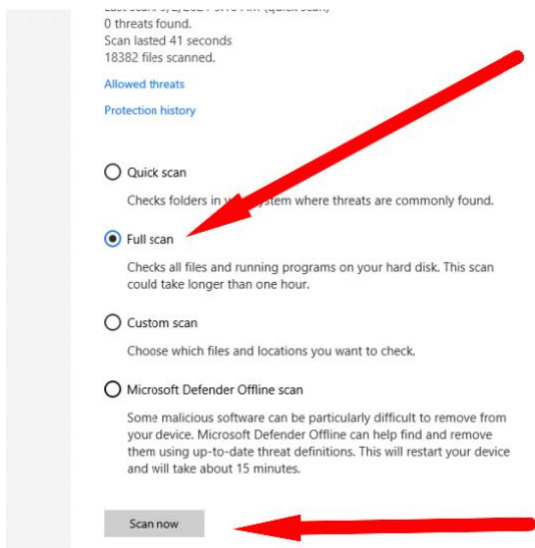 0 threats found.
Scan lasted 41 seconds
18382 files scanned.
Allowed threats
Protection history
Quick scan
Checks folders in system where threats are commonly found.
Full scan
Checks all files and running programs on your hard disk. This scan
could take longer than one hour.
Custom scan
Choose which files and locations you want to check.
Microsoft Defender Offline scan
Some malicious software can be particularly difficult to remove from
your device. Microsoft Defender Offline can help find and remove
them using up-to-date threat definitions. This will restart your device
and will take about 15 minutes.
Scan now